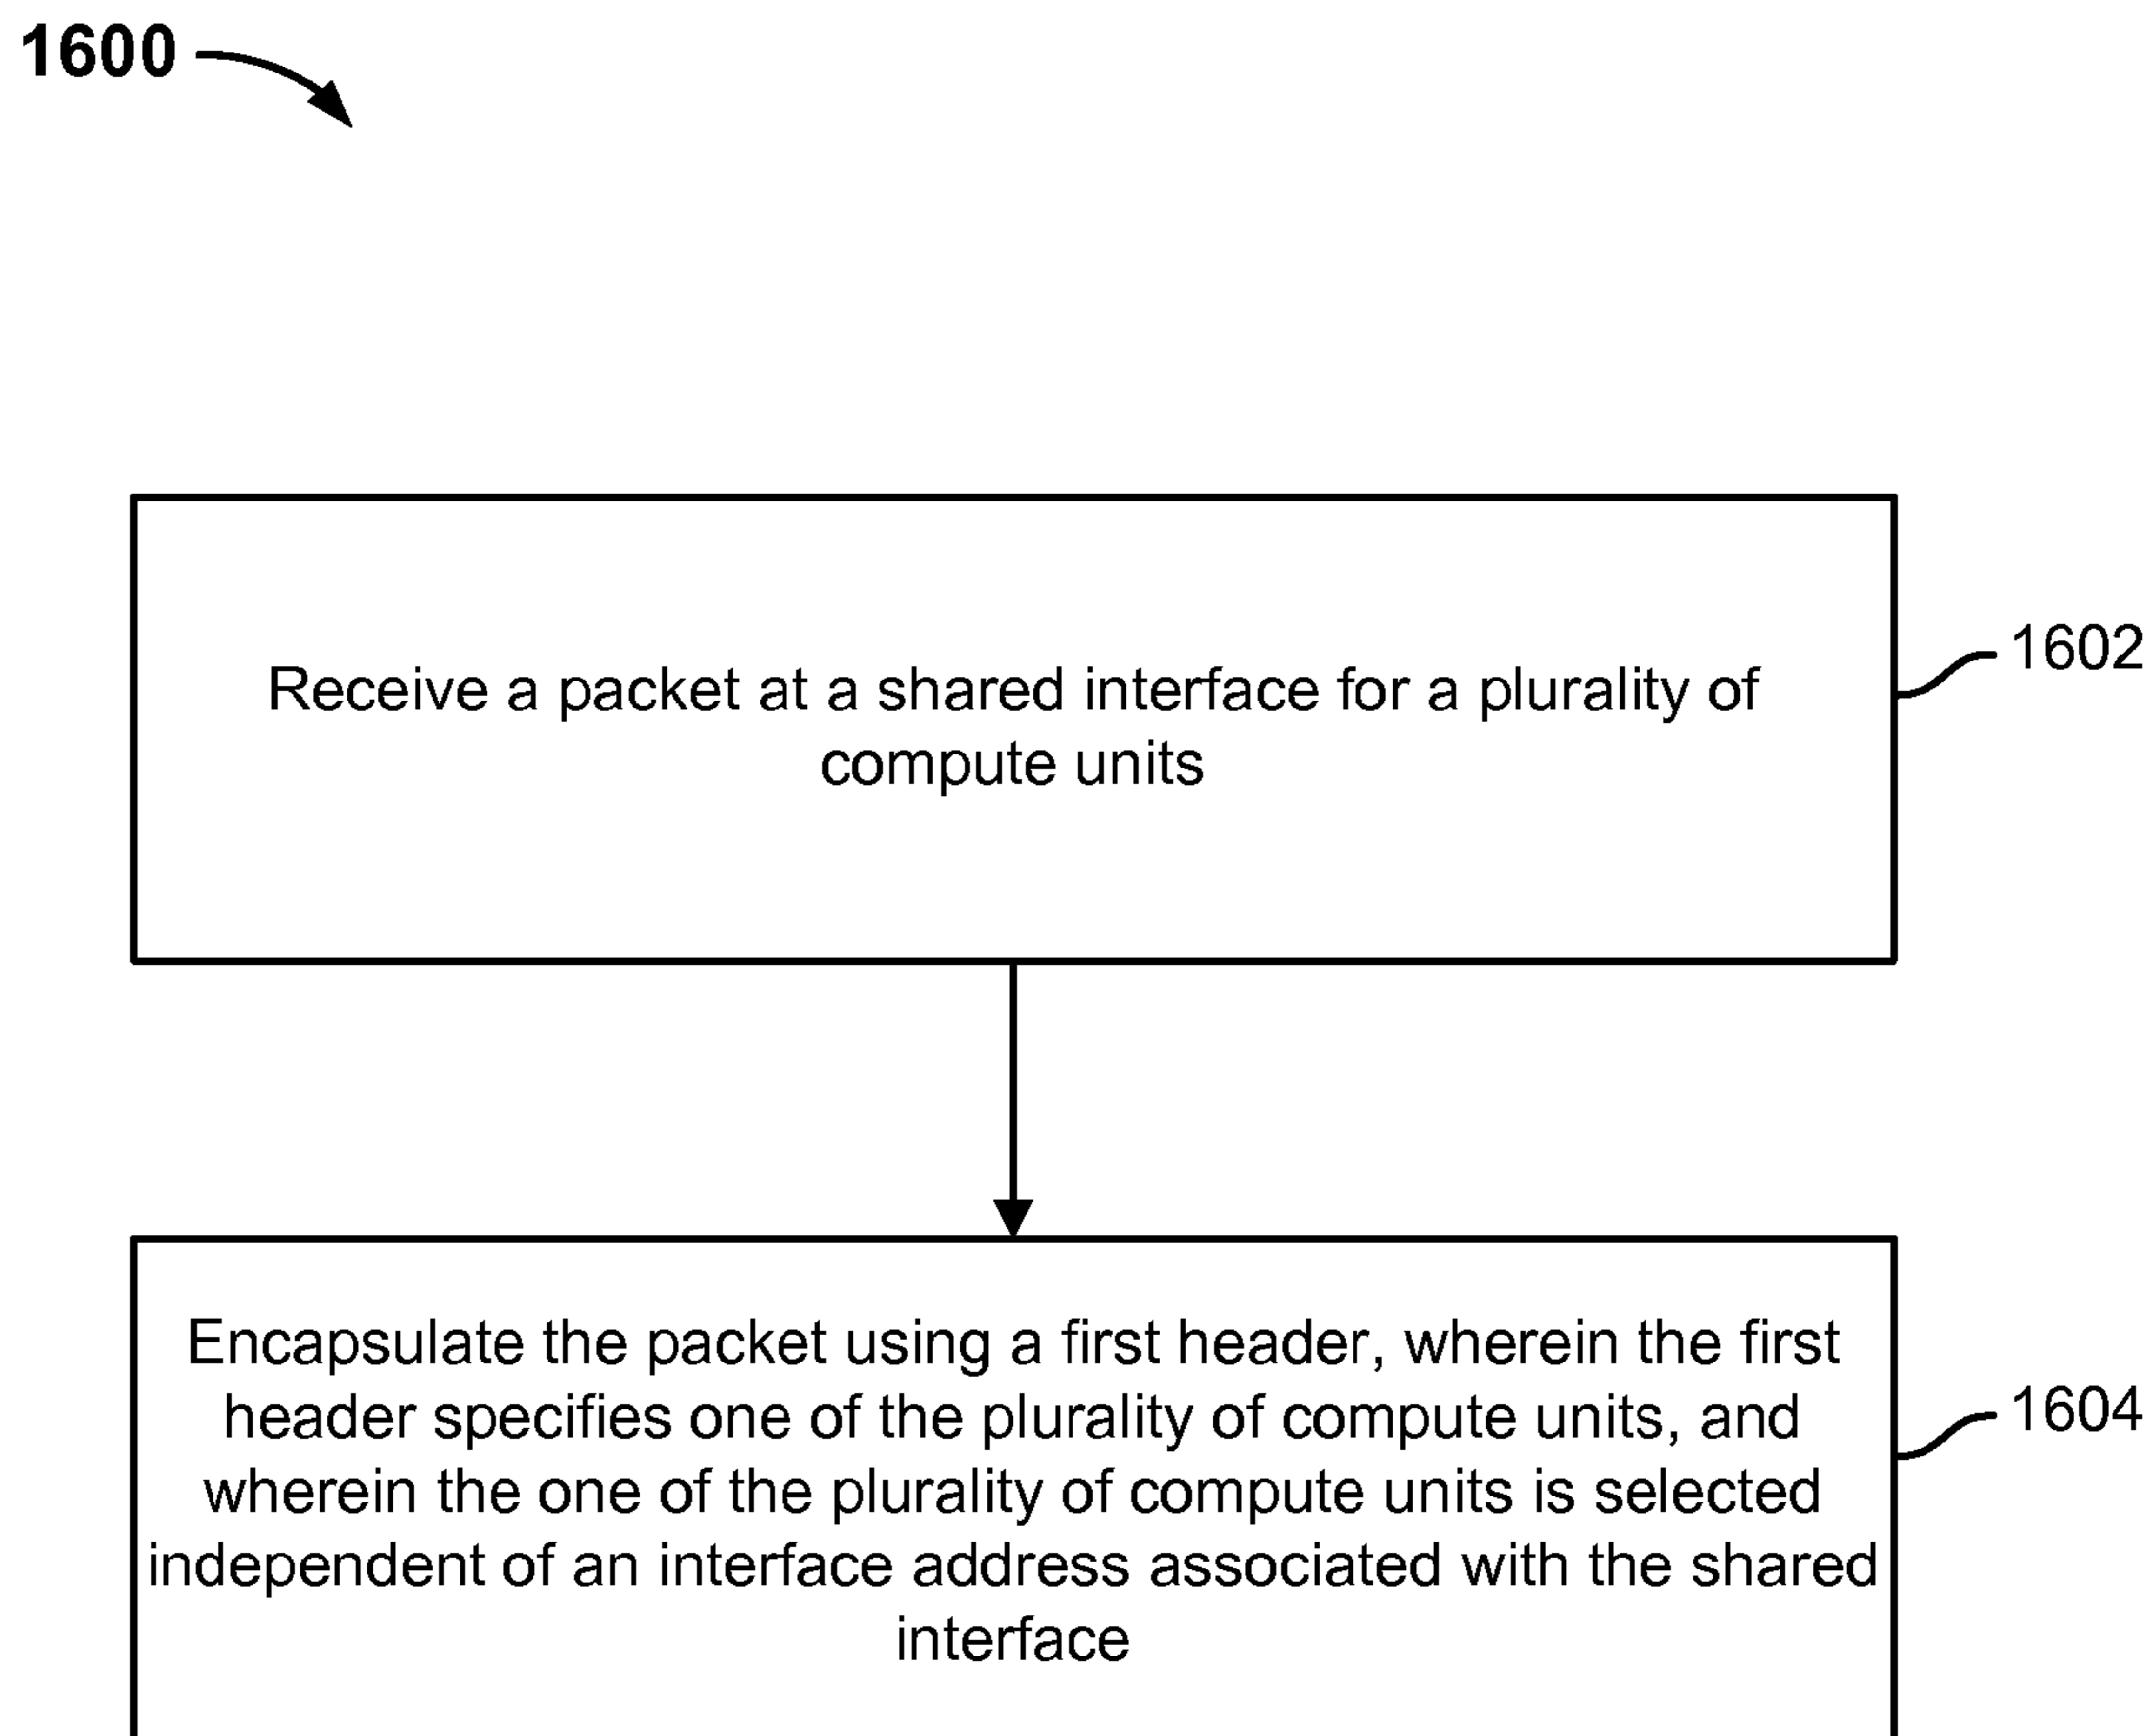 1600
Receive a packet at a shared interface for a plurality of
compute units
1602
Encapsulate the packet using a first header, wherein the first
header specifies one of the plurality of compute units, and
wherein the one of the plurality of compute units is selected
independent of an interface address associated with the shared
interface
1604